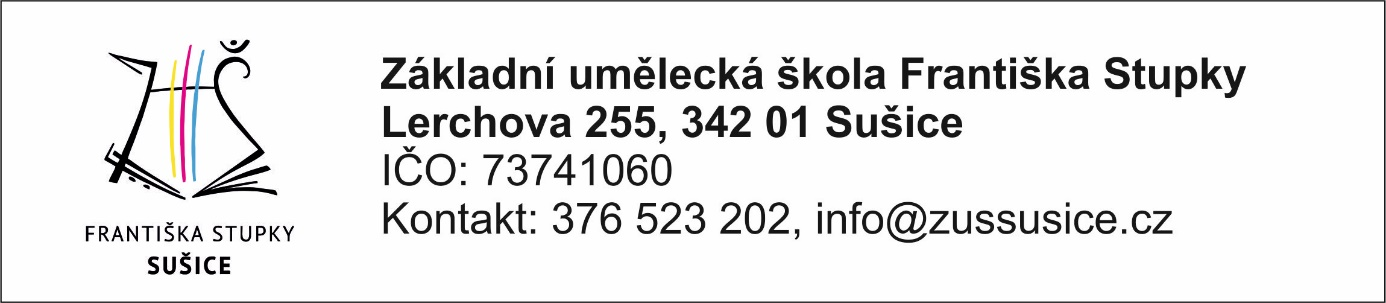 FRANTIŠKA STUPKY
SUŠICE
Základní umělecká škola Františka Stupky
Lerchova 255, 342 01 Sušice
IČO: 73741060
Kontakt: 376 523 202, info@zussusice.cz